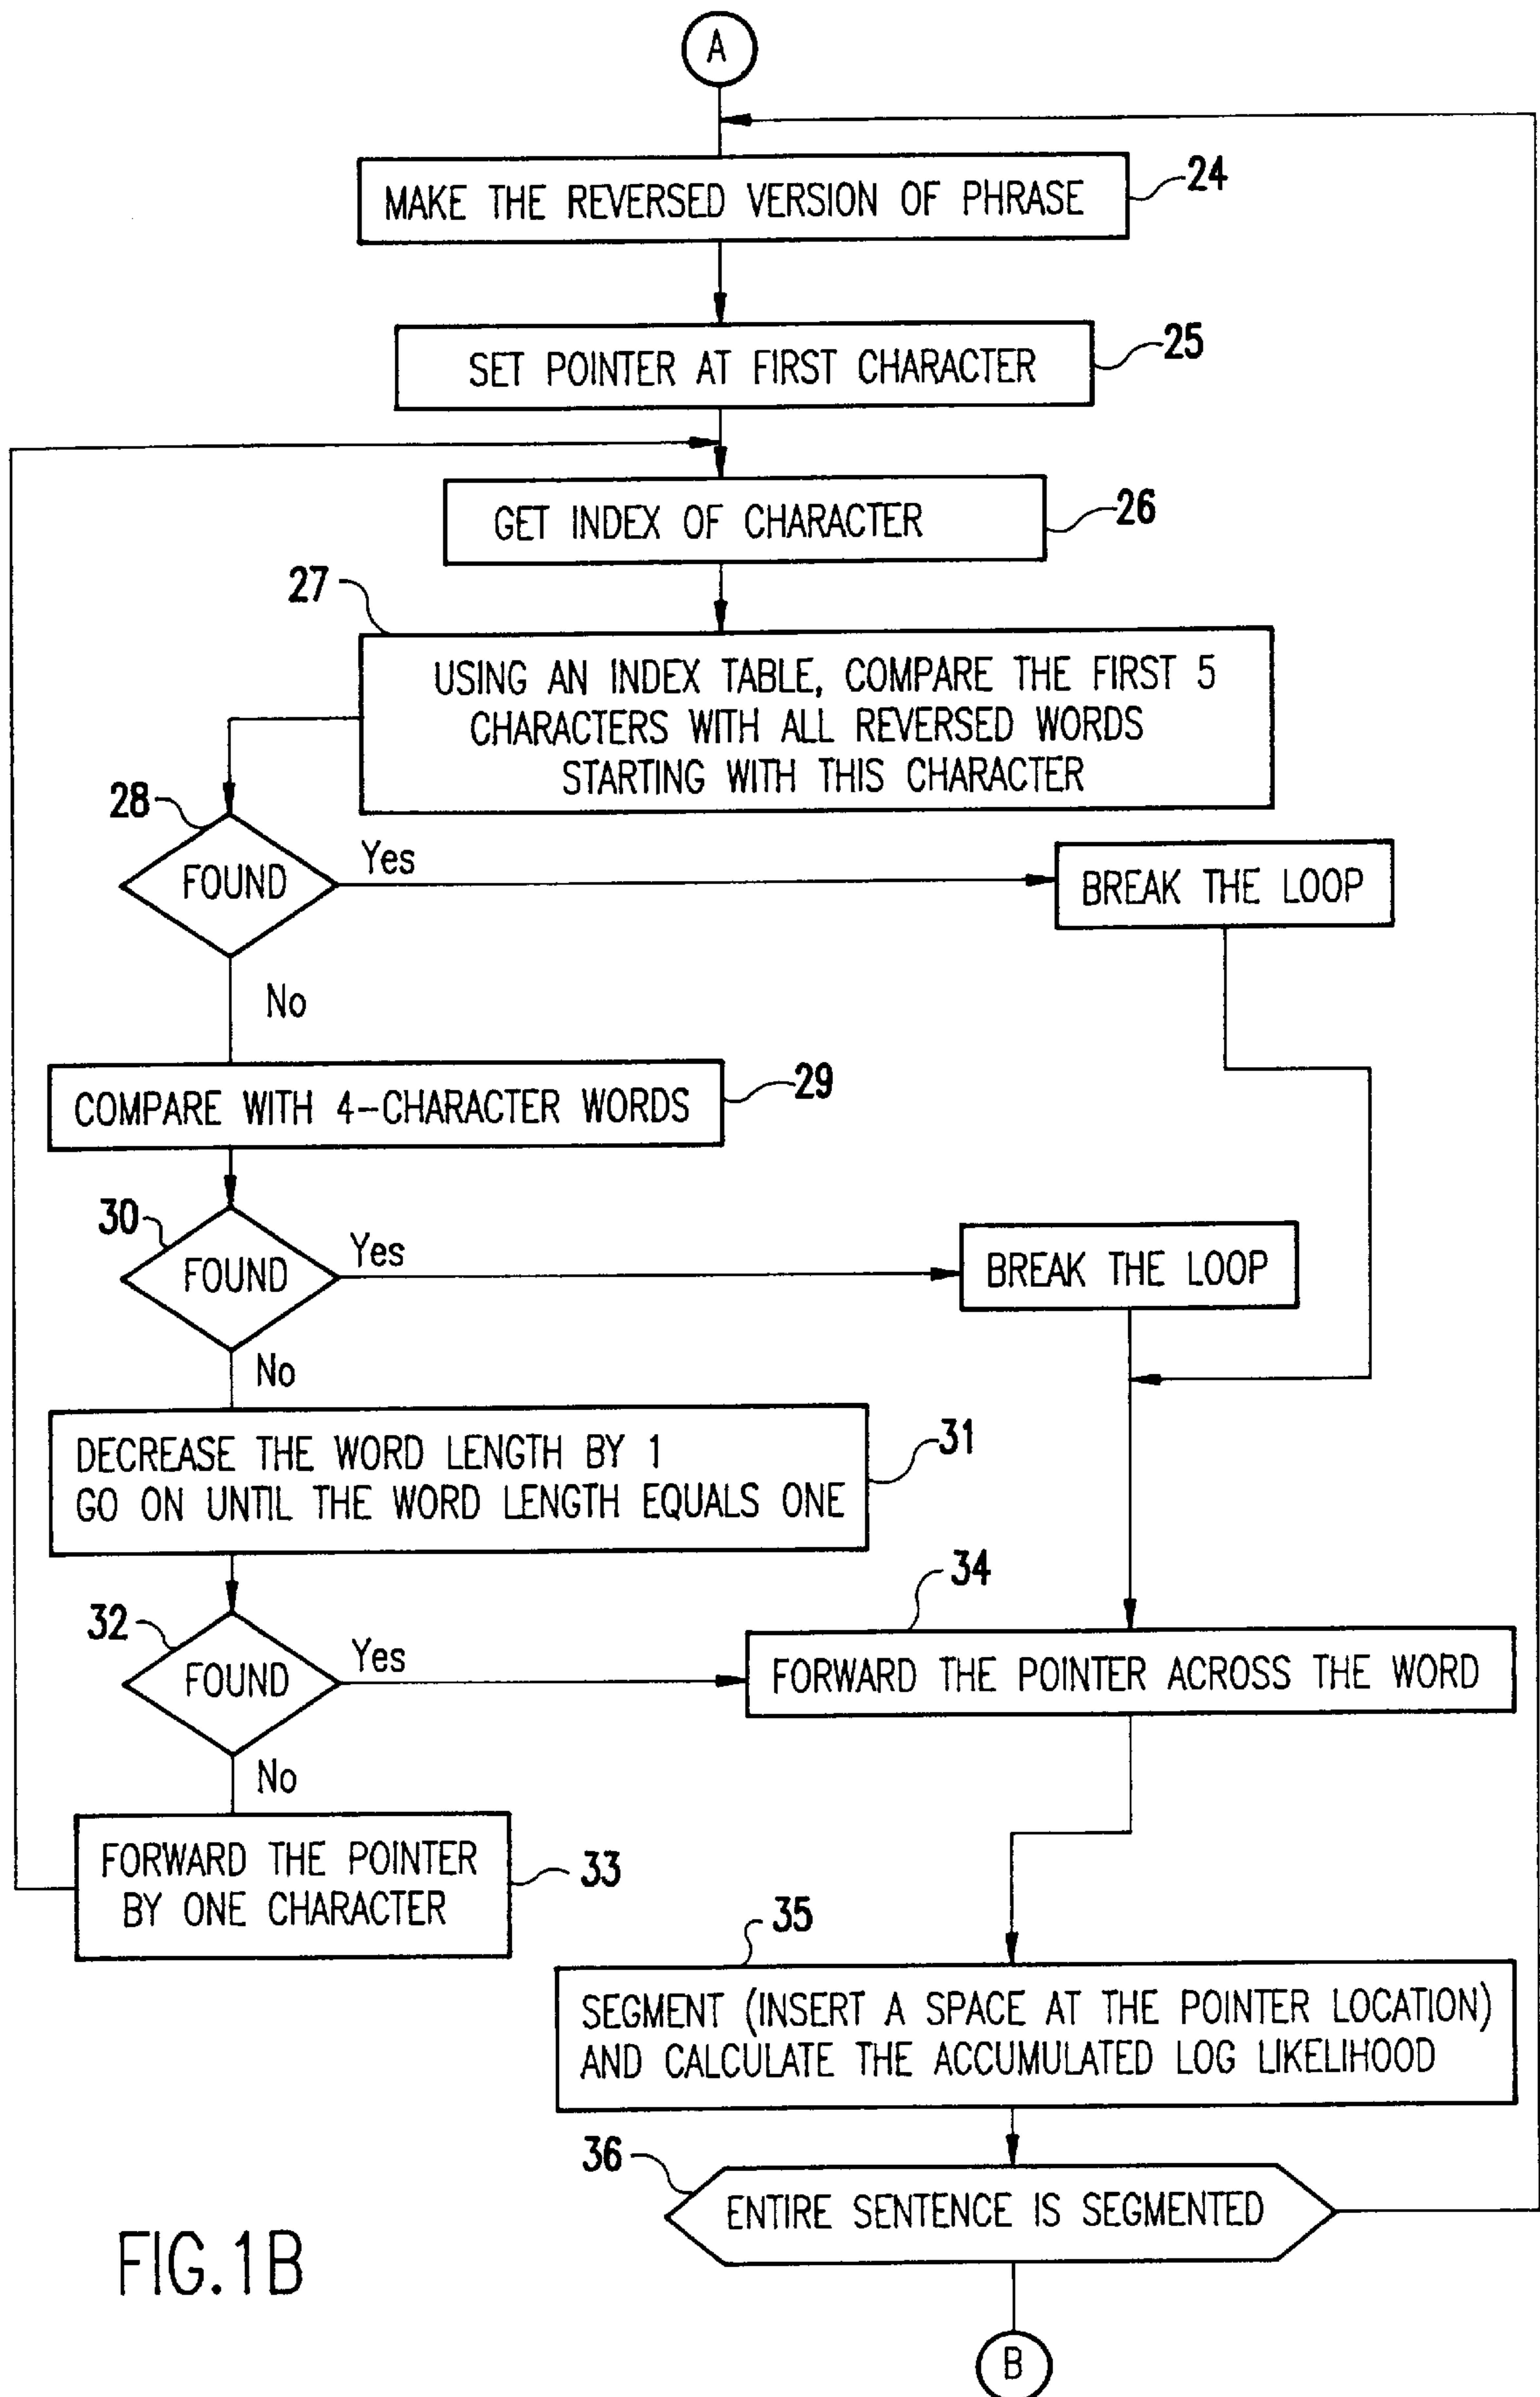 A
MAKE THE REVERSED VERSION OF PHRASE
24
SET POINTER AT FIRST CHARACTER
25
GET INDEX OF CHARACTER
26
27
USING AN INDEX TABLE, COMPARE THE FIRST 5
CHARACTERS WITH ALL REVERSED WORDS
STARTING WITH THIS CHARACTER
28
FOUND
Yes
BREAK THE LOOP
No
COMPARE WITH 4-CHARACTER WORDS
29
30
FOUND
Yes
BREAK THE LOOP
No
DECREASE THE WORD LENGTH BY 1
GO ON UNTIL THE WORD LENGTH EQUALS ONE
31
32
FOUND
Yes
34
FORWARD THE POINTER ACROSS THE WORD
No
FORWARD THE POINTER
BY ONE CHARACTER
33
35
SEGMENT (INSERT A SPACE AT THE POINTER LOCATION)
AND CALCULATE THE ACCUMULATED LOG LIKELIHOOD
36
ENTIRE SENTENCE IS SEGMENTED
FIG.1B
B